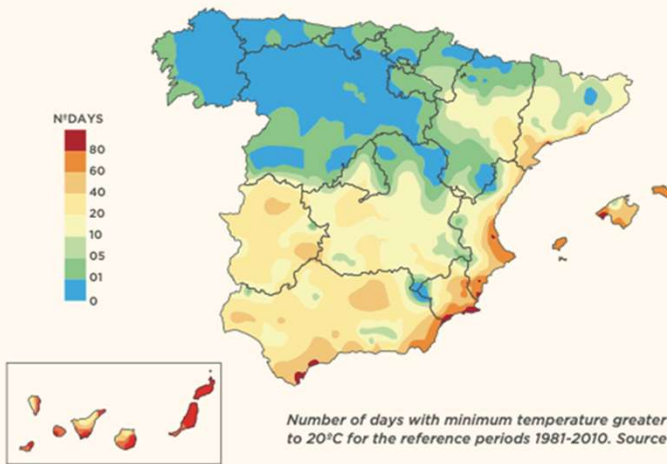 NºDAYS
80
60
40
20
10
05
01
0
Number of days with minimum temperature greater
to 20ºC for the reference periods 1981-2010. Source